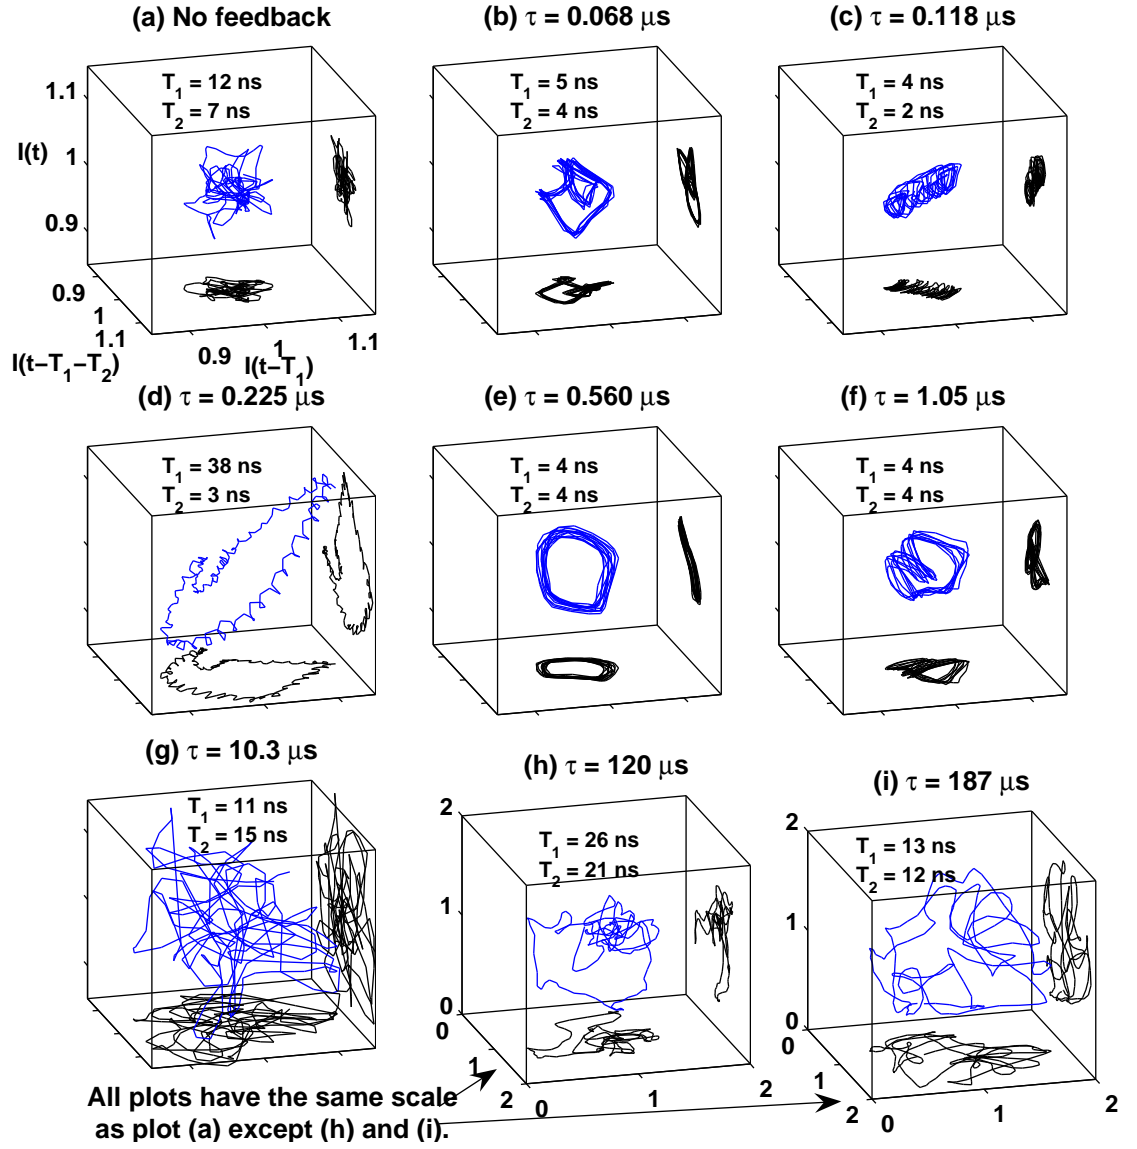 (a) No feedback
(b) τ = 0.068 μs
(c) τ = 0.118 μs
T1 = 12 ns
T2 = 7 ns
T1 = 5 ns
T2 = 4 ns
T1 = 4 ns
T2 = 2 ns
1.1
I(t)
1
0.9
0.9
1
1.1
I(t−T1−T2)
0.9
1
1.1
I(t−T1)
(d) τ = 0.225 μs
(e) τ = 0.560 μs
(f) τ = 1.05 μs
T1 = 38 ns
T2 = 3 ns
T1 = 4 ns
T2 = 4 ns
T1 = 4 ns
T2 = 4 ns
(g) τ = 10.3 μs
(h) τ = 120 μs
(i) τ = 187 μs
T1 = 11 ns
T2 = 15 ns
2
T1 = 26 ns
T2 = 21 ns
1
0
0
1
2
0
1
2
2
T1 = 13 ns
T2 = 12 ns
1
0
0
1
2
0
1
2
All plots have the same scale
as plot (a) except (h) and (i).